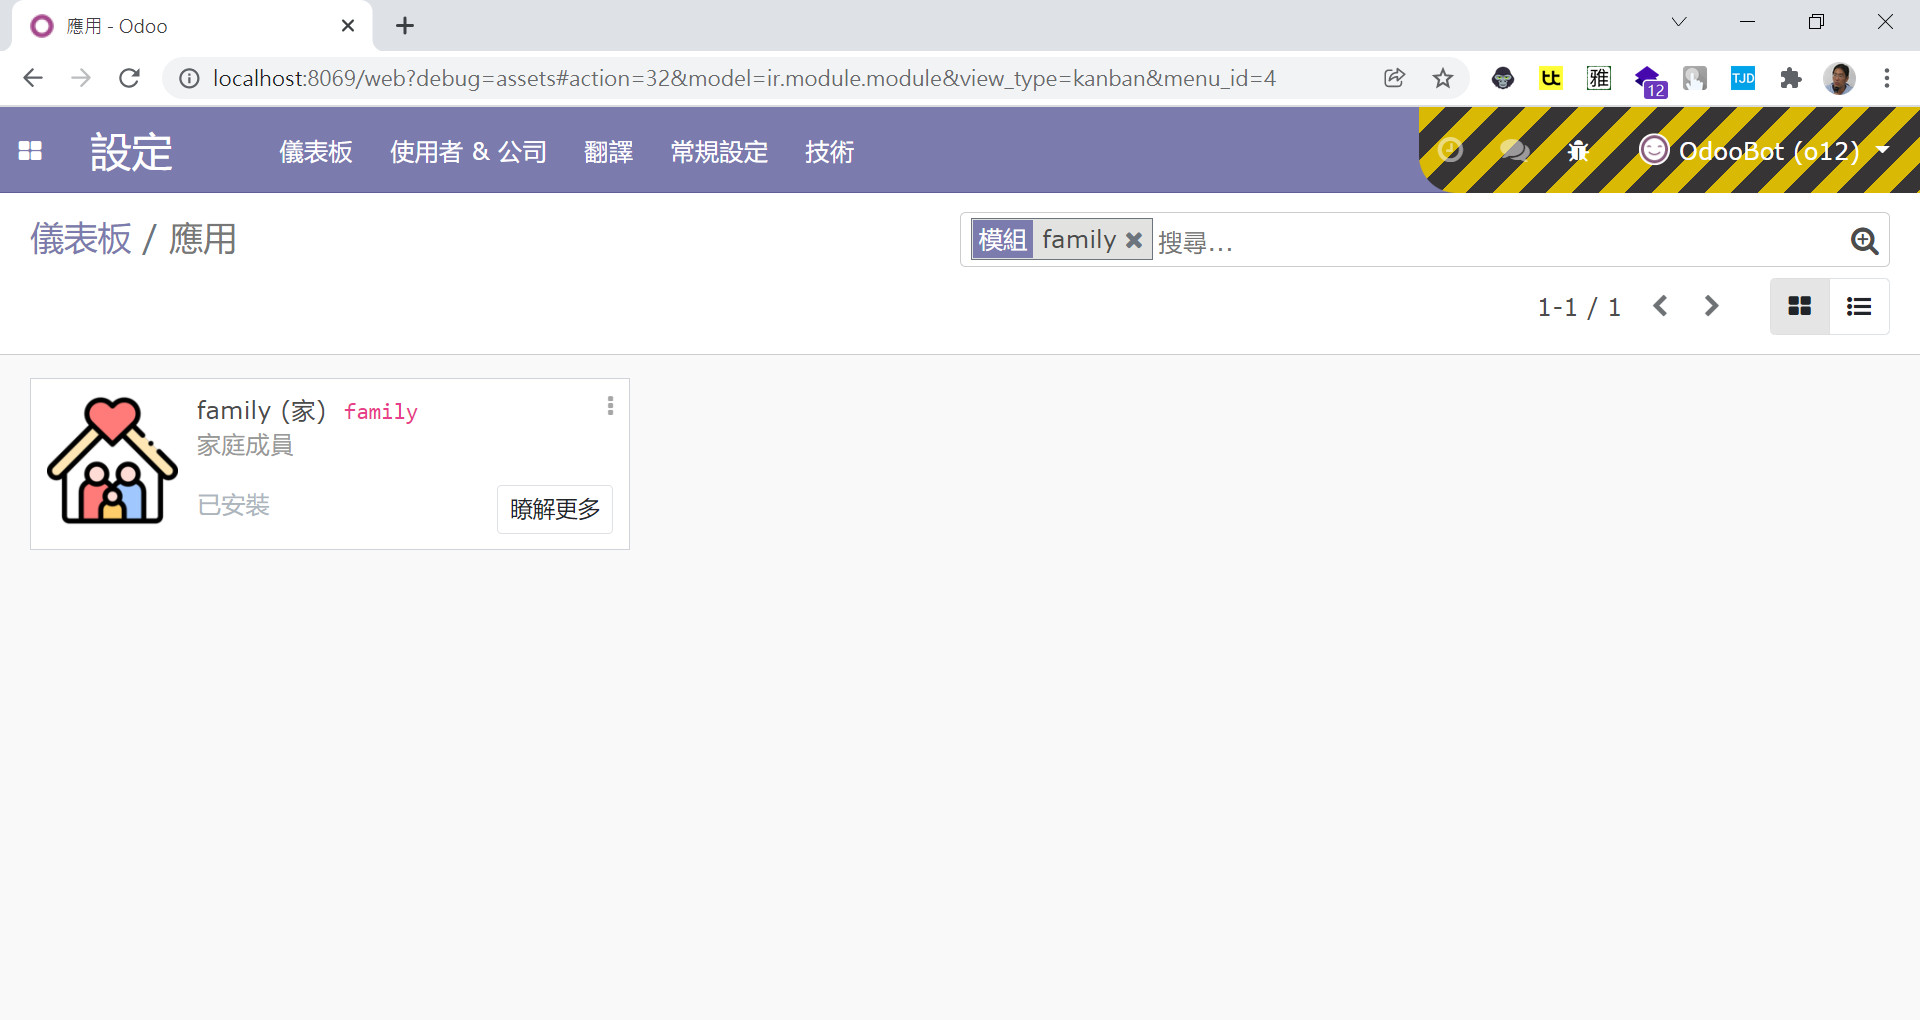 應用 - Odoo
localhost:8069/web?debug=assets#action=32&model=ir.module.module&view_type=kanban&menu_id=4
tt
雅
12
TJD
設定
儀表板
使用者 & 公司
翻譯
常規設定
技術
OdooBot (o12)
儀表板 / 應用
模組 family 搜尋...
1-1 / 1
family (家) family
家庭成員
已安裝
瞭解更多